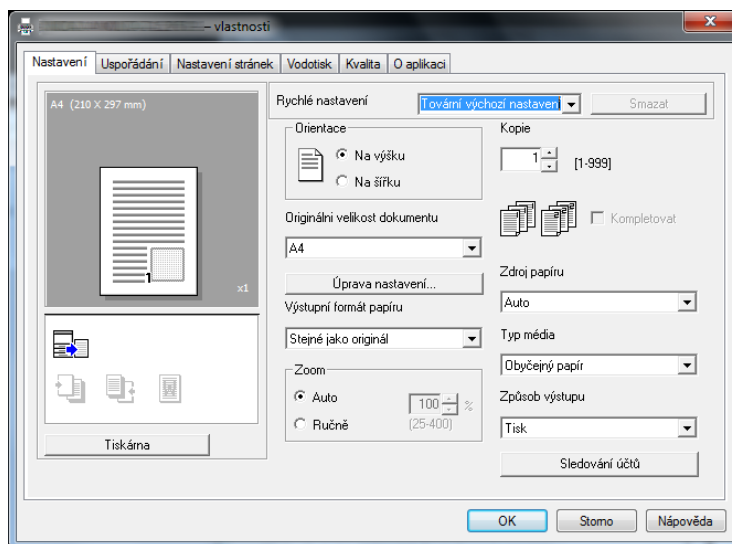 – vlastnosti
Nastavení
Uspořádání
Nastavení stránek
Vodotisk
Kvalita
O aplikaci
A4 (210 X 297 mm)
1
x1
Tiskárna
Rychlé nastavení
Tovární výchozí nastavení
Smazat
Orientace
Na výšku
Na šířku
Originálni velikost dokumentu
A4
Úprava nastavení...
Výstupní formát papíru
Stejné jako originál
Zoom
Auto
100 %
Ručně
(25-400)
Kopie
1
[1-999]
Kompletovat
Zdroj papíru
Auto
Typ média
Obyčejný papír
Způsob výstupu
Tisk
Sledování účtů
OK
Storno
Nápověda